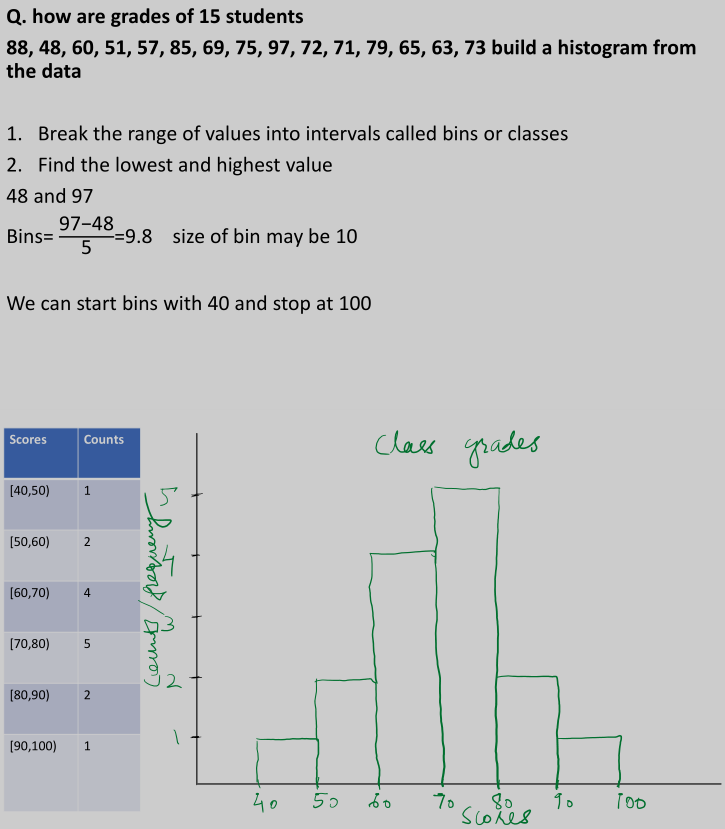 Q. how are grades of 15 students
88, 48, 60, 51, 57, 85, 69, 75, 97, 72, 71, 79, 65, 63, 73 build a histogram from
the data
1. Break the range of values into intervals called bins or classes
2. Find the lowest and highest value
48 and 97
Bins= 97−48/5 =9.8 size of bin may be 10
We can start bins with 40 and stop at 100
Scores Counts
[40,50) 1
[50,60) 2
[60,70) 4
[70,80) 5
[80,90) 2
[90,100) 1
Class grades
Counts/frequency
5
4
3
2
1
40 50 60 70 80 90 100
Scores